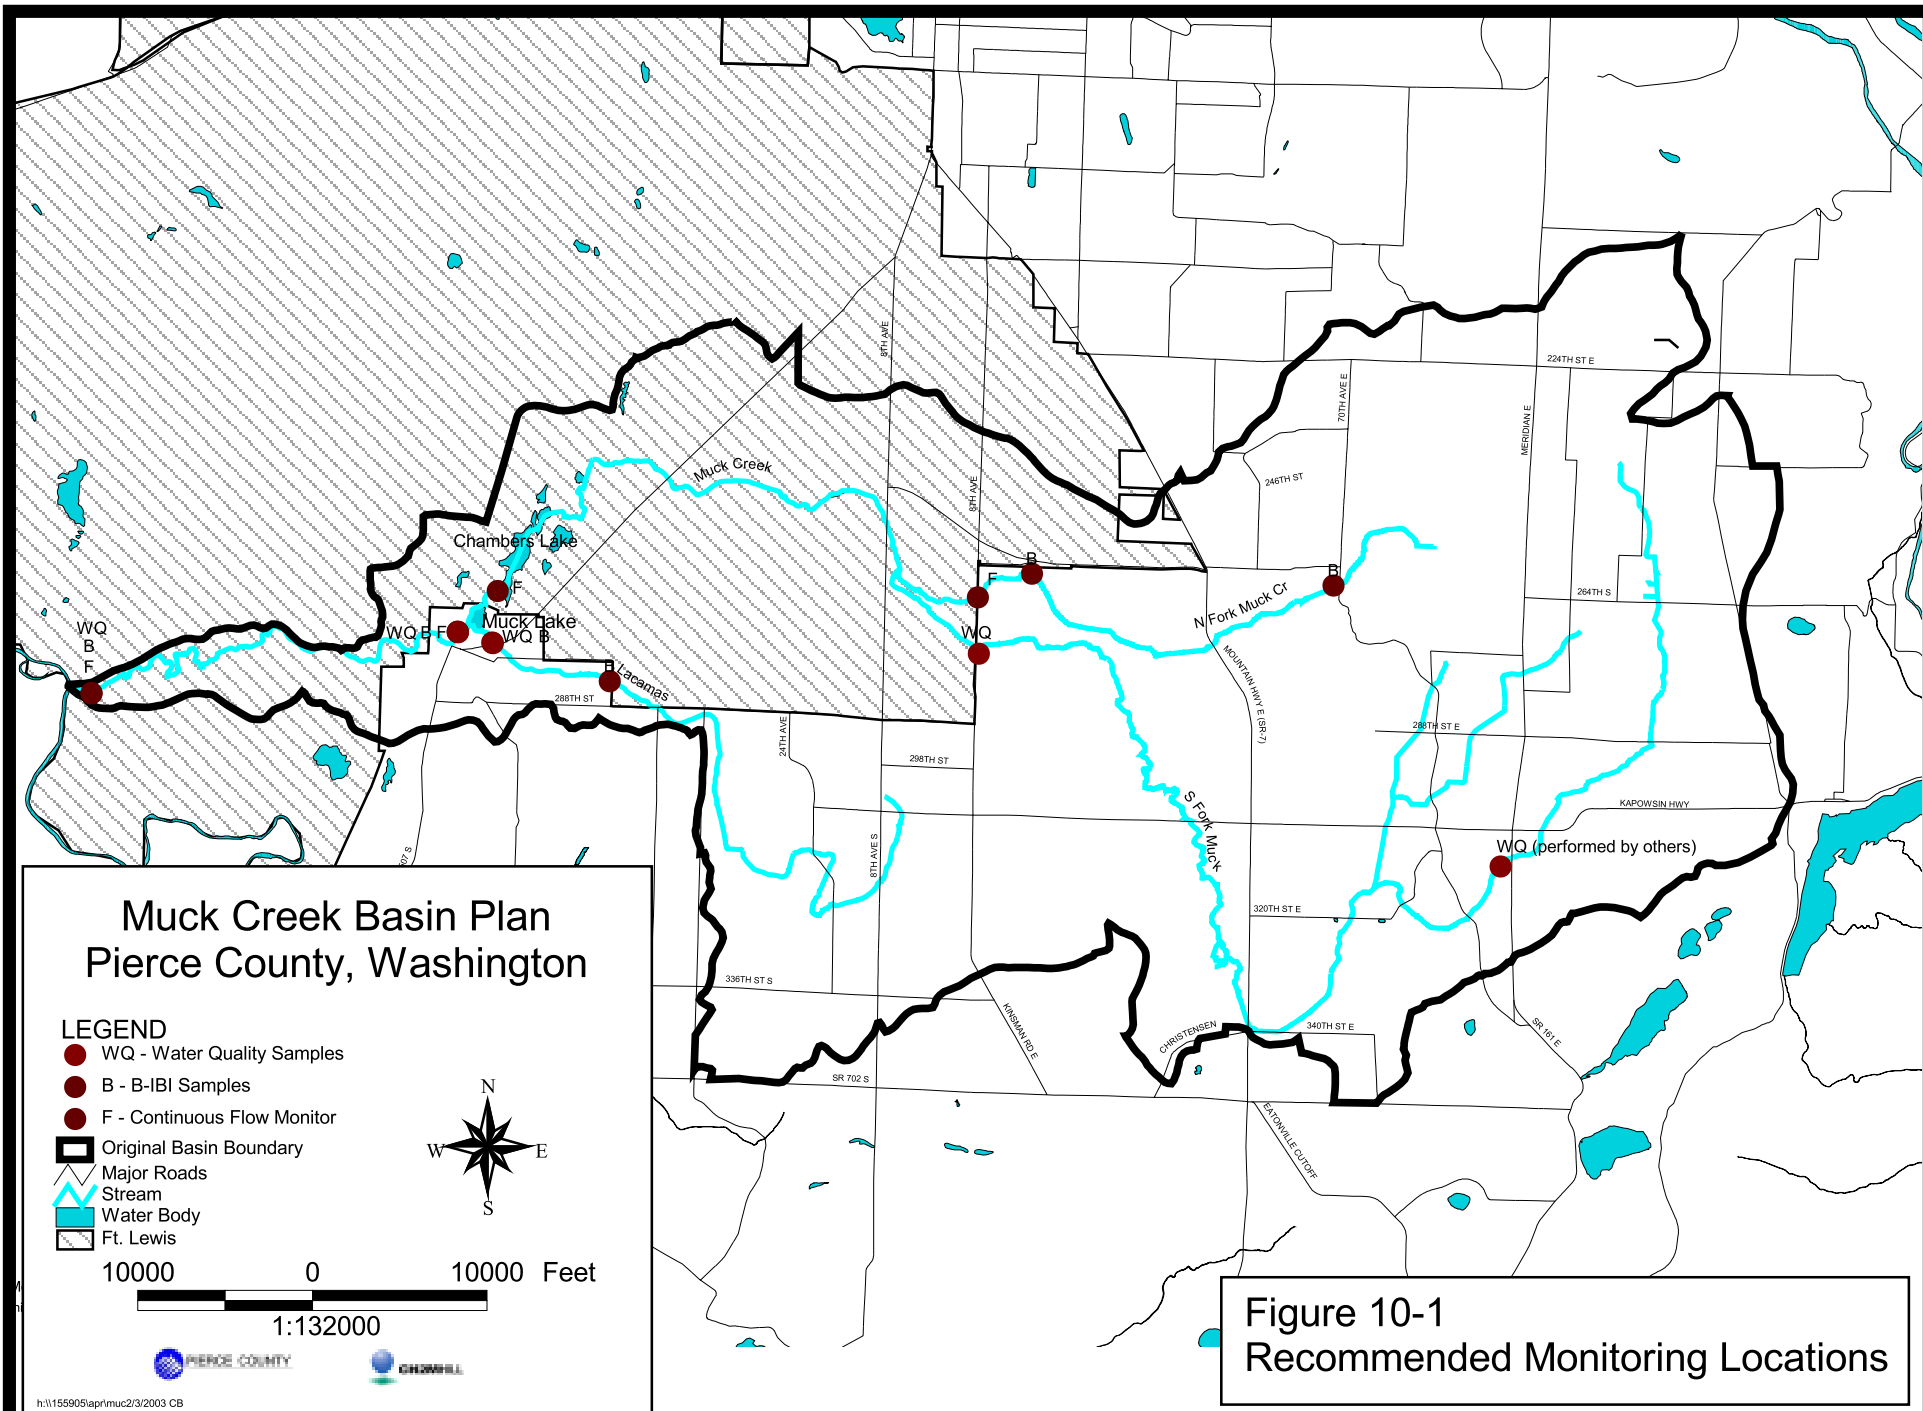 8TH AVE
224TH ST E
70TH AVE E
MERIDIAN E
Muck Creek
246TH ST
8TH AVE
Chambers Lake
B
F
B
F
264TH S
N Fork Muck Cr
Muck Lake
WQ
B
F
WQ B F
WQ B
WQ
Lacamas
MOUNTAIN HWY E (SR-7)
288TH ST
24TH AVE
288TH ST E
298TH ST
S Fork Muck
KAPOWSIN HWY
8TH AVE S
507 S
WQ (performed by others)
320TH ST E
336TH ST S
KINSMAN RD E
CHRISTENSEN
340TH ST E
SR 161 E
SR 702 S
EATONVILLE CUTOFF
Muck Creek Basin Plan
Pierce County, Washington
LEGEND
WQ - Water Quality Samples
B - B-IBI Samples
F - Continuous Flow Monitor
Original Basin Boundary
Major Roads
Stream
Water Body
Ft. Lewis
N
W
E
S
10000 0 10000 Feet
1:132000
PIERCE COUNTY
CH2MHILL
h:\\155905\apr\muc2/3/2003 CB
Figure 10-1
Recommended Monitoring Locations